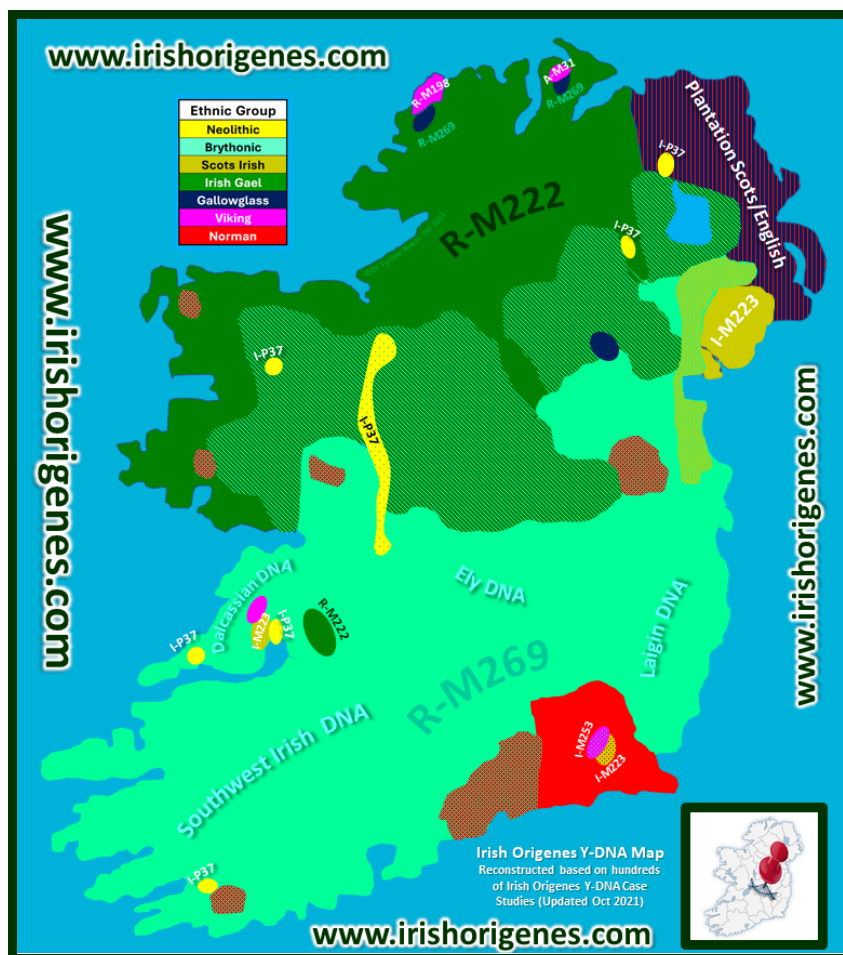 www.irishorigenes.com
Ethnic Group
Neolithic
Brythonic
Scots Irish
Irish Gael
Gallowglass
Viking
Norman
R-M198
R-M269
A-M31
R-M269
Plantation Scots/English
I-P37
R-M222
I-P37
I-M223
www.irishorigenes.com
www.irishorigenes.com
I-P37
I-P37
Dalcassian DNA
Ely DNA
Laigin DNA
I-P37
I-M223
I-P37
R-M222
R-M269
Southwest Irish DNA
I-M253
I-M223
I-P37
Irish Origenes Y-DNA Map
Reconstructed based on hundreds
of Irish Origenes Y-DNA Case
Studies (Updated Oct 2021)
www.irishorigenes.com